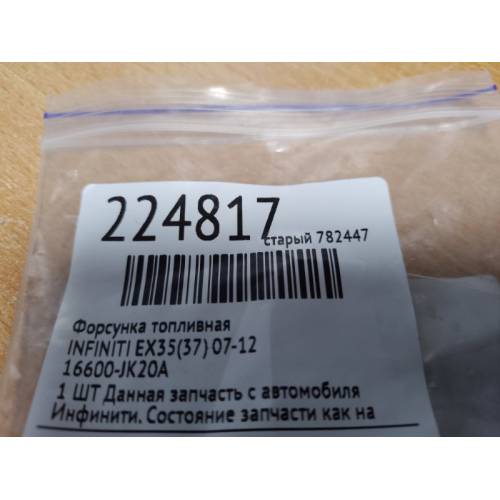 224817
старый 782447
Форсунка топливная
INFINITI EX35(37) 07-12
16600-JK20A
1 ШТ Данная запчасть с автомобиля
Инфинити. Состояние запчасти как на